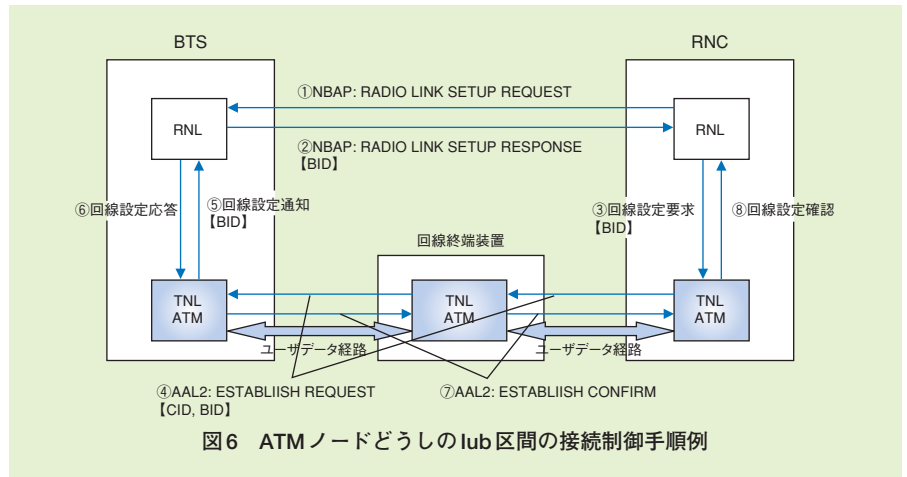 BTS
RNC
①NBAP: RADIO LINK SETUP REQUEST
RNL
RNL
②NBAP: RADIO LINK SETUP RESPONSE
【BID】
⑥回線設定応答
⑤回線設定通知
【BID】
③回線設定要求
【BID】
⑧回線設定確認
回線終端装置
TNL
ATM
TNL
ATM
TNL
ATM
ユーザデータ経路
ユーザデータ経路
④AAL2: ESTABLIISH REQUEST
【CID, BID】
⑦AAL2: ESTABLIISH CONFIRM
図6 ATMノードどうしのIub区間の接続制御手順例